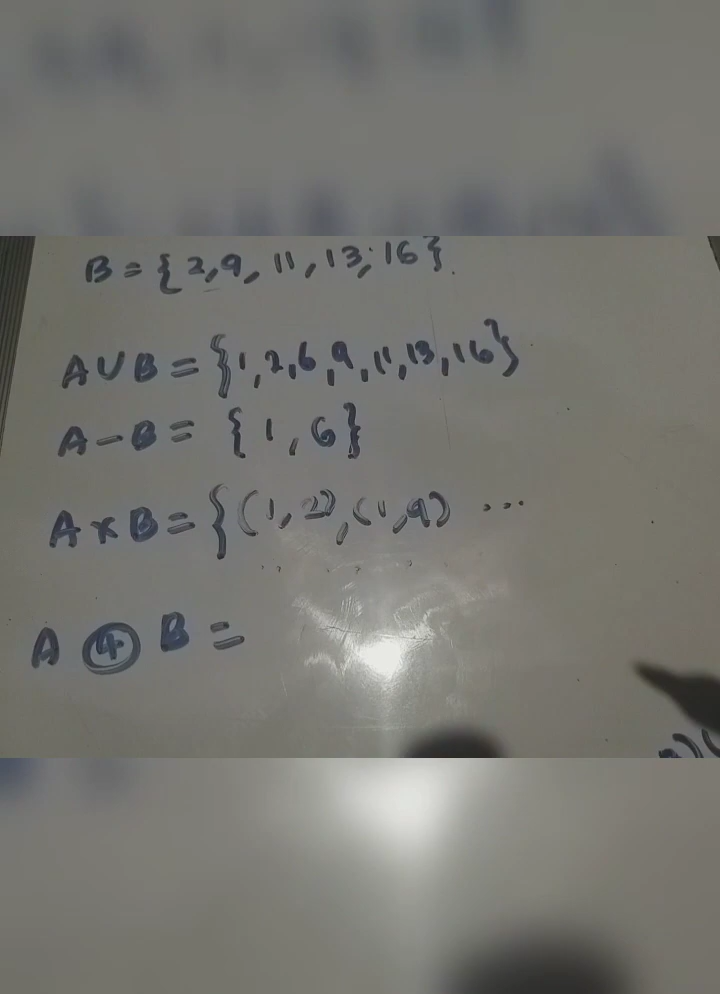 B = {2,9, 11, 13, 16}.
A ∪ B = {1,2,6,9,11,13,16}
A - B = {1, 6}
A × B = {(1,2),(1,9) ...
A ⊕ B =